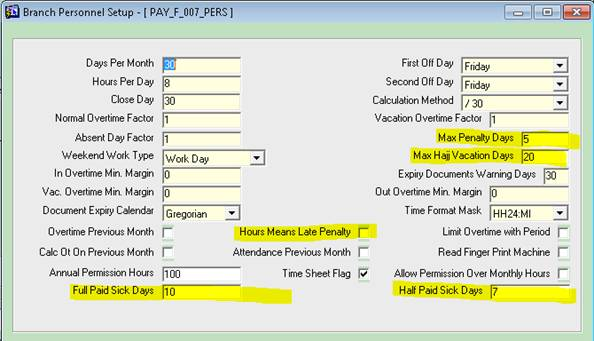 Branch Personnel Setup - [ PAY_F_007_PERS ]
Days Per Month 30 First Off Day Friday
Hours Per Day 8 Second Off Day Friday
Close Day 30 Calculation Method / 30
Normal Overtime Factor 1 Vacation Overtime Factor 1
Absent Day Factor 1 Max Penalty Days 5
Weekend Work Type Work Day Max Hajj Vacation Days 20
In Overtime Min. Margin 0 Expiry Documents Warning Days 30
Vac. Overtime Min. Margin 0 Out Overtime Min. Margin 0
Document Expiry Calendar Gregorian Time Format Mask HH24:MI
Overtime Previous Month Hours Means Late Penalty Limit Overtime with Period
Calc Ot On Previous Month Attendance Previous Month Read Finger Print Machine
Annual Permission Hours 100 Time Sheet Flag Allow Permission Over Monthly Hours
Full Paid Sick Days 10 Half Paid Sick Days 7